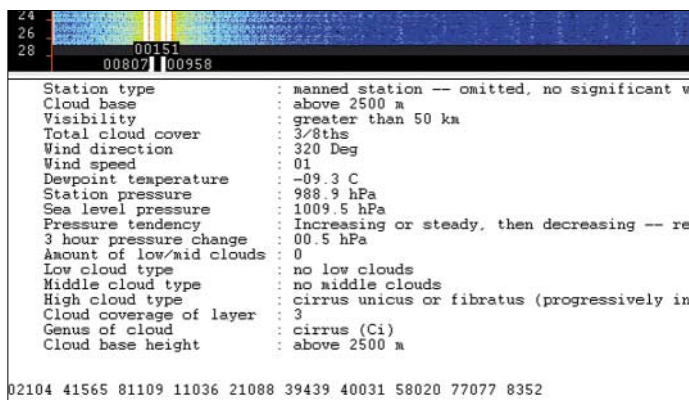 24
26
28
00151
00807 00958
Station type : manned station -- omitted, no significant w
Cloud base : above 2500 m
Visibility : greater than 50 km
Total cloud cover : 3/8ths
Wind direction : 320 Deg
Wind speed : 01
Dewpoint temperature : -09.3 C
Station pressure : 988.9 hPa
Sea level pressure : 1009.5 hPa
Pressure tendency : Increasing or steady, then decreasing -- re
3 hour pressure change : 00.5 hPa
Amount of low/mid clouds : 0
Low cloud type : no low clouds
Middle cloud type : no middle clouds
High cloud type : cirrus unicus or fibratus (progressively in
Cloud coverage of layer : 3
Genus of cloud : cirrus (Ci)
Cloud base height : above 2500 m
02104 41565 81109 11036 21088 39439 40031 58020 77077 8352